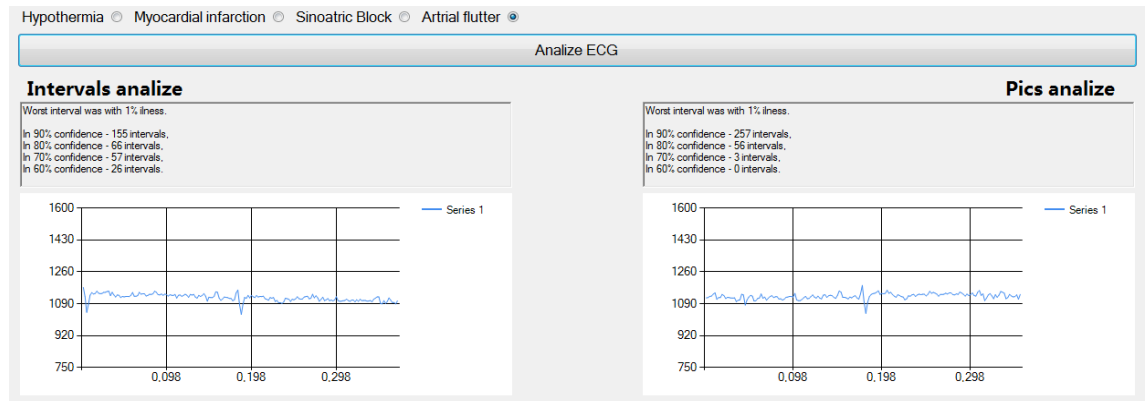 Hypothermia Myocardial infarction Sinoatric Block Artrial flutter
Analize ECG
Intervals analize
Worst interval was with 1% ilness.
In 90% confidence - 155 intervals,
In 80% confidence - 66 intervals,
In 70% confidence - 57 intervals,
In 60% confidence - 26 intervals.
1600
1430
1260
1090
920
750
0,098 0,198 0,298
Series 1
Pics analize
Worst interval was with 1% ilness.
In 90% confidence - 257 intervals,
In 80% confidence - 56 intervals,
In 70% confidence - 3 intervals,
In 60% confidence - 0 intervals.
1600
1430
1260
1090
920
750
0,098 0,198 0,298
Series 1